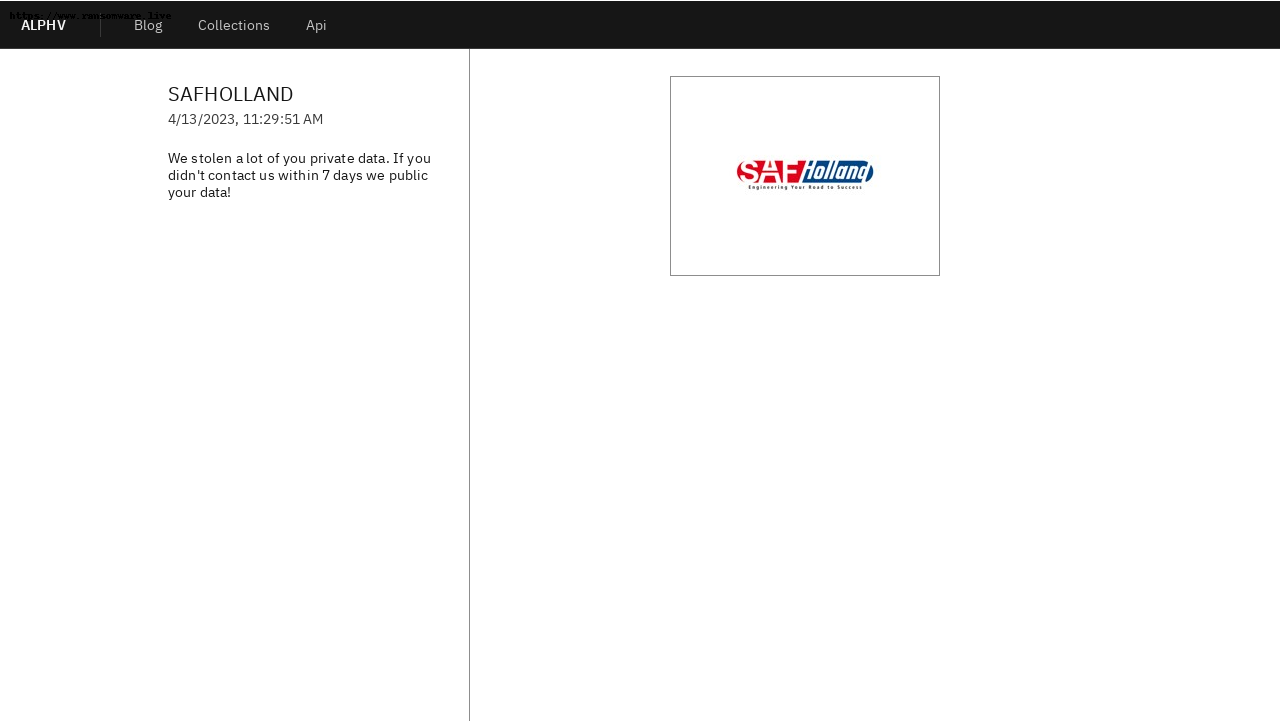 https://www.ransomware.live
ALPHV
Blog
Collections
Api
SAFHOLLAND
4/13/2023, 11:29:51 AM
We stolen a lot of you private data. If you
didn't contact us within 7 days we public
your data!
SAF Holland
Engineering Your Road to Success